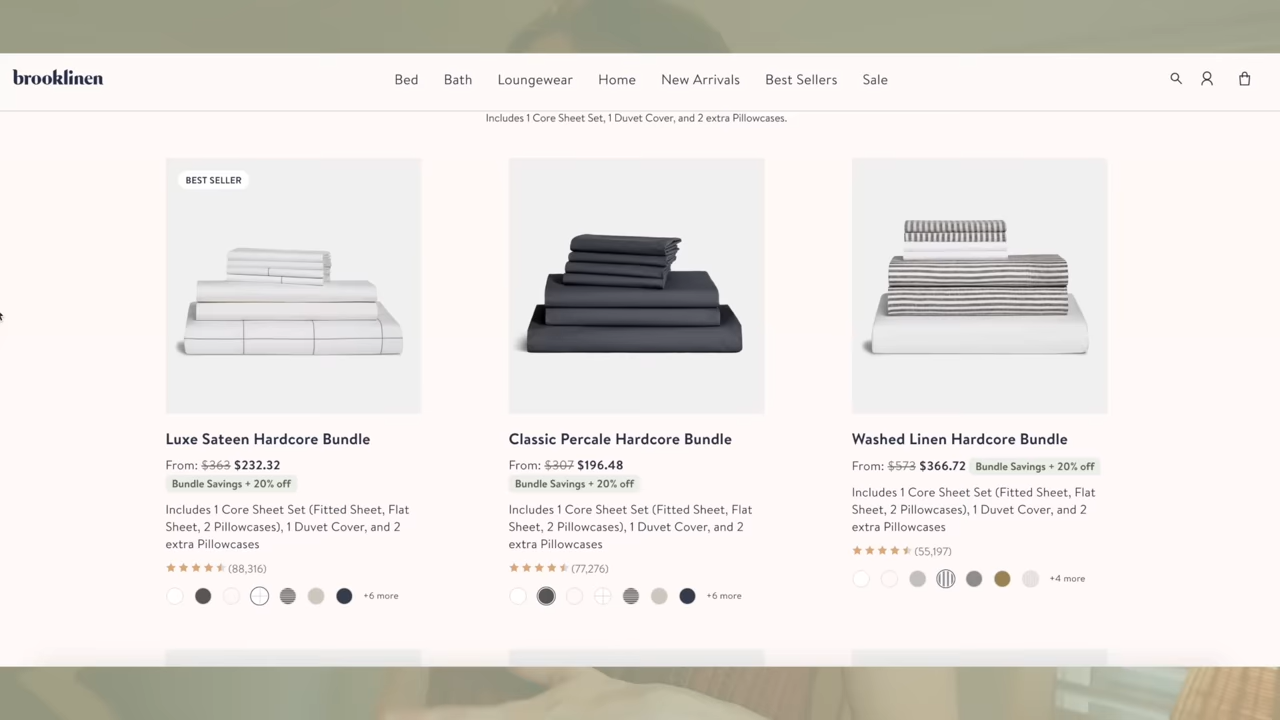 brooklinen
Bed Bath Loungewear Home New Arrivals Best Sellers Sale
Includes 1 Core Sheet Set, 1 Duvet Cover, and 2 extra Pillowcases.
BEST SELLER
Luxe Sateen Hardcore Bundle
From: $363 $232.32
Bundle Savings + 20% off
Includes 1 Core Sheet Set (Fitted Sheet, Flat
Sheet, 2 Pillowcases), 1 Duvet Cover, and 2
extra Pillowcases
(88,316)
+6 more
Classic Percale Hardcore Bundle
From: $307 $196.48
Bundle Savings + 20% off
Includes 1 Core Sheet Set (Fitted Sheet, Flat
Sheet, 2 Pillowcases), 1 Duvet Cover, and 2
extra Pillowcases
(77,276)
+6 more
Washed Linen Hardcore Bundle
From: $573 $366.72 Bundle Savings + 20% off
Includes 1 Core Sheet Set (Fitted Sheet, Flat
Sheet, 2 Pillowcases), 1 Duvet Cover, and 2
extra Pillowcases
(55,197)
+4 more